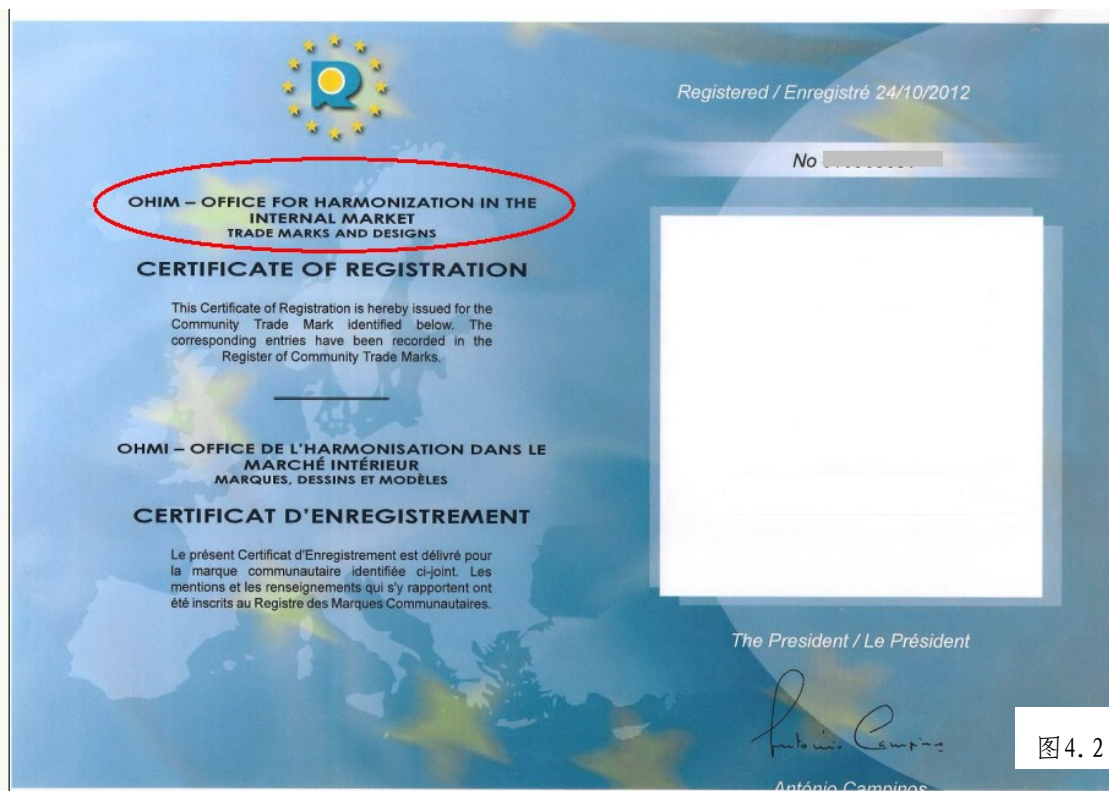 OHIM – OFFICE FOR HARMONIZATION IN THE
INTERNAL MARKET
TRADE MARKS AND DESIGNS
CERTIFICATE OF REGISTRATION
This Certificate of Registration is hereby issued for the
Community Trade Mark identified below. The
corresponding entries have been recorded in the
Register of Community Trade Marks.
OHMI – OFFICE DE L'HARMONISATION DANS LE
MARCHÉ INTÉRIEUR
MARQUES, DESSINS ET MODÈLES
CERTIFICAT D'ENREGISTREMENT
Le présent Certificat d'Enregistrement est délivré pour
la marque communautaire identifiée ci-joint. Les
mentions et les renseignements qui s'y rapportent ont
été inscrits au Registre des Marques Communautaires.
Registered / Enregistré 24/10/2012
No
The President / Le Président
António Campinos
António Campinos
图4.2